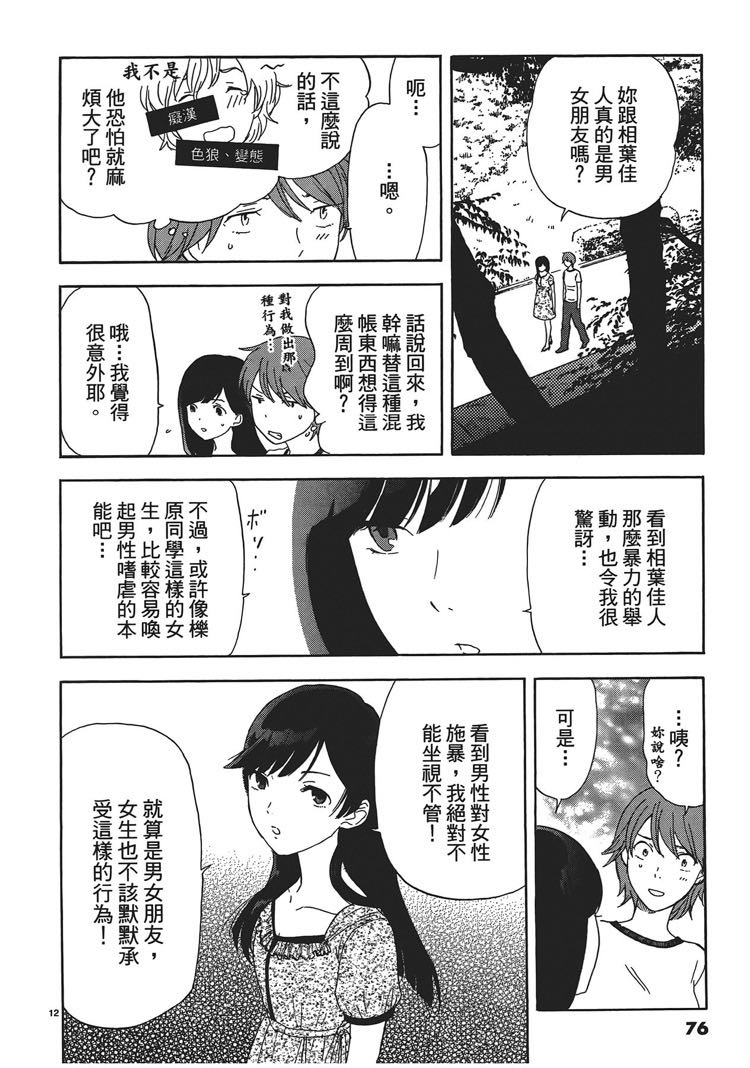 妳跟相葉佳
人真的是男
女朋友嗎?
呃…
…嗯。
不這麼說
的話,
我不是
癡漢
色狼、變態
他恐怕就麻
煩大了吧?
話說回來,我
幹嘛替這種混
帳東西想得這
麼周到啊?
對我做出那
種行為…
哦…我覺得
很意外耶。
看到相葉佳人
那麼暴力的舉
動,也令我很
驚訝…
ボソ…
不過,或許像櫟
原同學這樣的女
生,比較容易喚
起男性嗜虐的本
能吧…
…咦?
妳說啥?
可是…
看到男性對女性
施暴,我絕對不
能坐視不管!
就算是男女朋友,
女生也不該默默承
受這樣的行為!
12
76